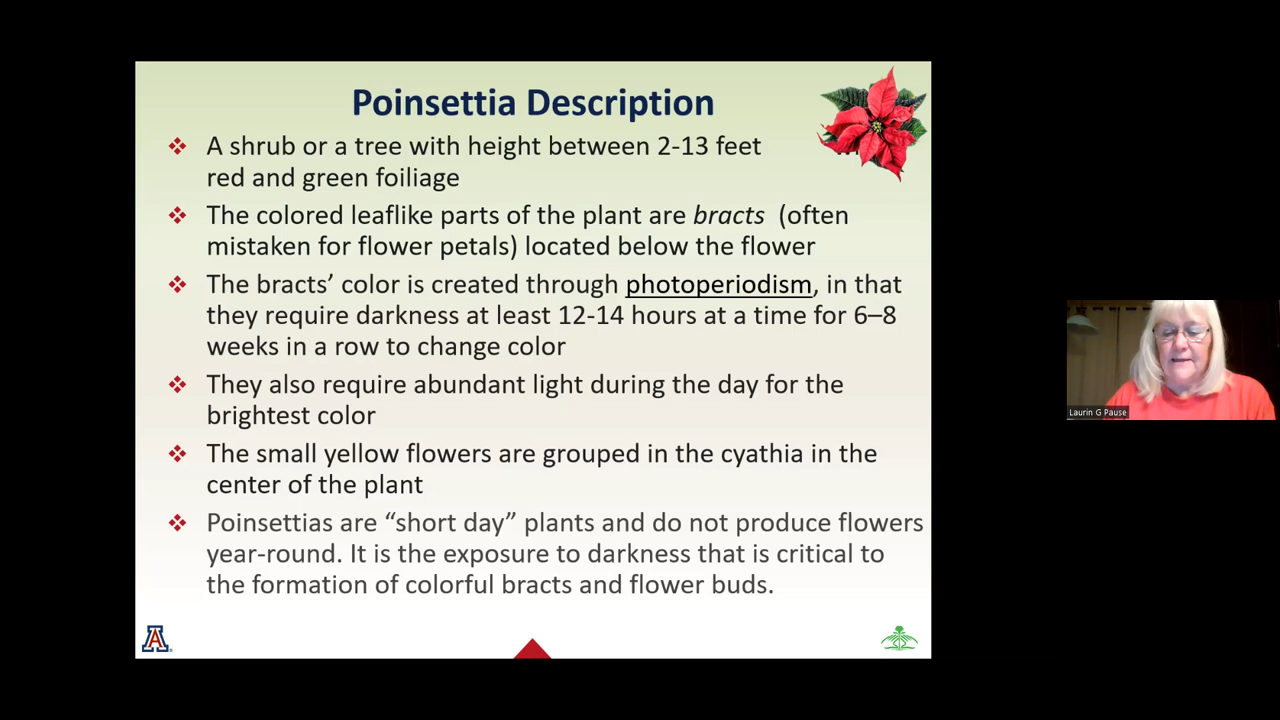 Poinsettia Description
❖ A shrub or a tree with height between 2-13 feet
red and green foiliage
❖ The colored leaflike parts of the plant are bracts (often
mistaken for flower petals) located below the flower
❖ The bracts’ color is created through photoperiodism, in that
they require darkness at least 12-14 hours at a time for 6–8
weeks in a row to change color
❖ They also require abundant light during the day for the
brightest color
❖ The small yellow flowers are grouped in the cyathia in the
center of the plant
❖ Poinsettias are “short day” plants and do not produce flowers
year-round. It is the exposure to darkness that is critical to
the formation of colorful bracts and flower buds.
A
Laurin G Pause